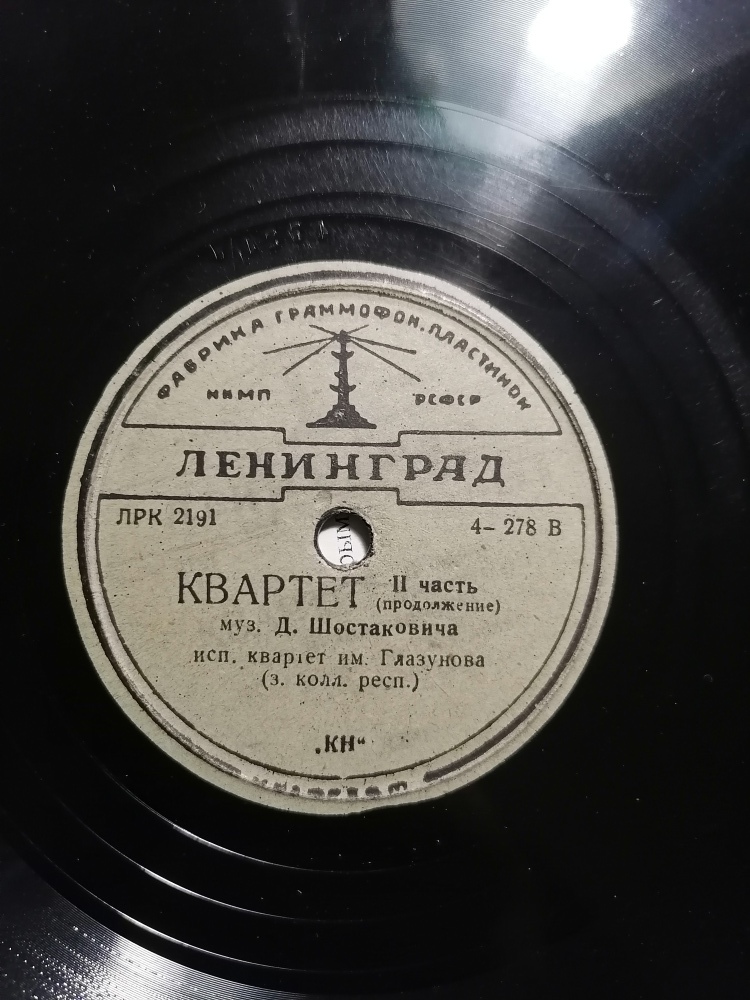 ФАБРИКА ГРАММОФОН. ПЛАСТИНОК
НКМП РСФСР
ЛЕНИНГРАД
ЛРК 2191 4- 278 В
КВАРТЕТ II часть
(продолжение)
муз. Д. Шостаковича
исп. квартет им. Глазунова
(з. колл. респ.)
„КН“